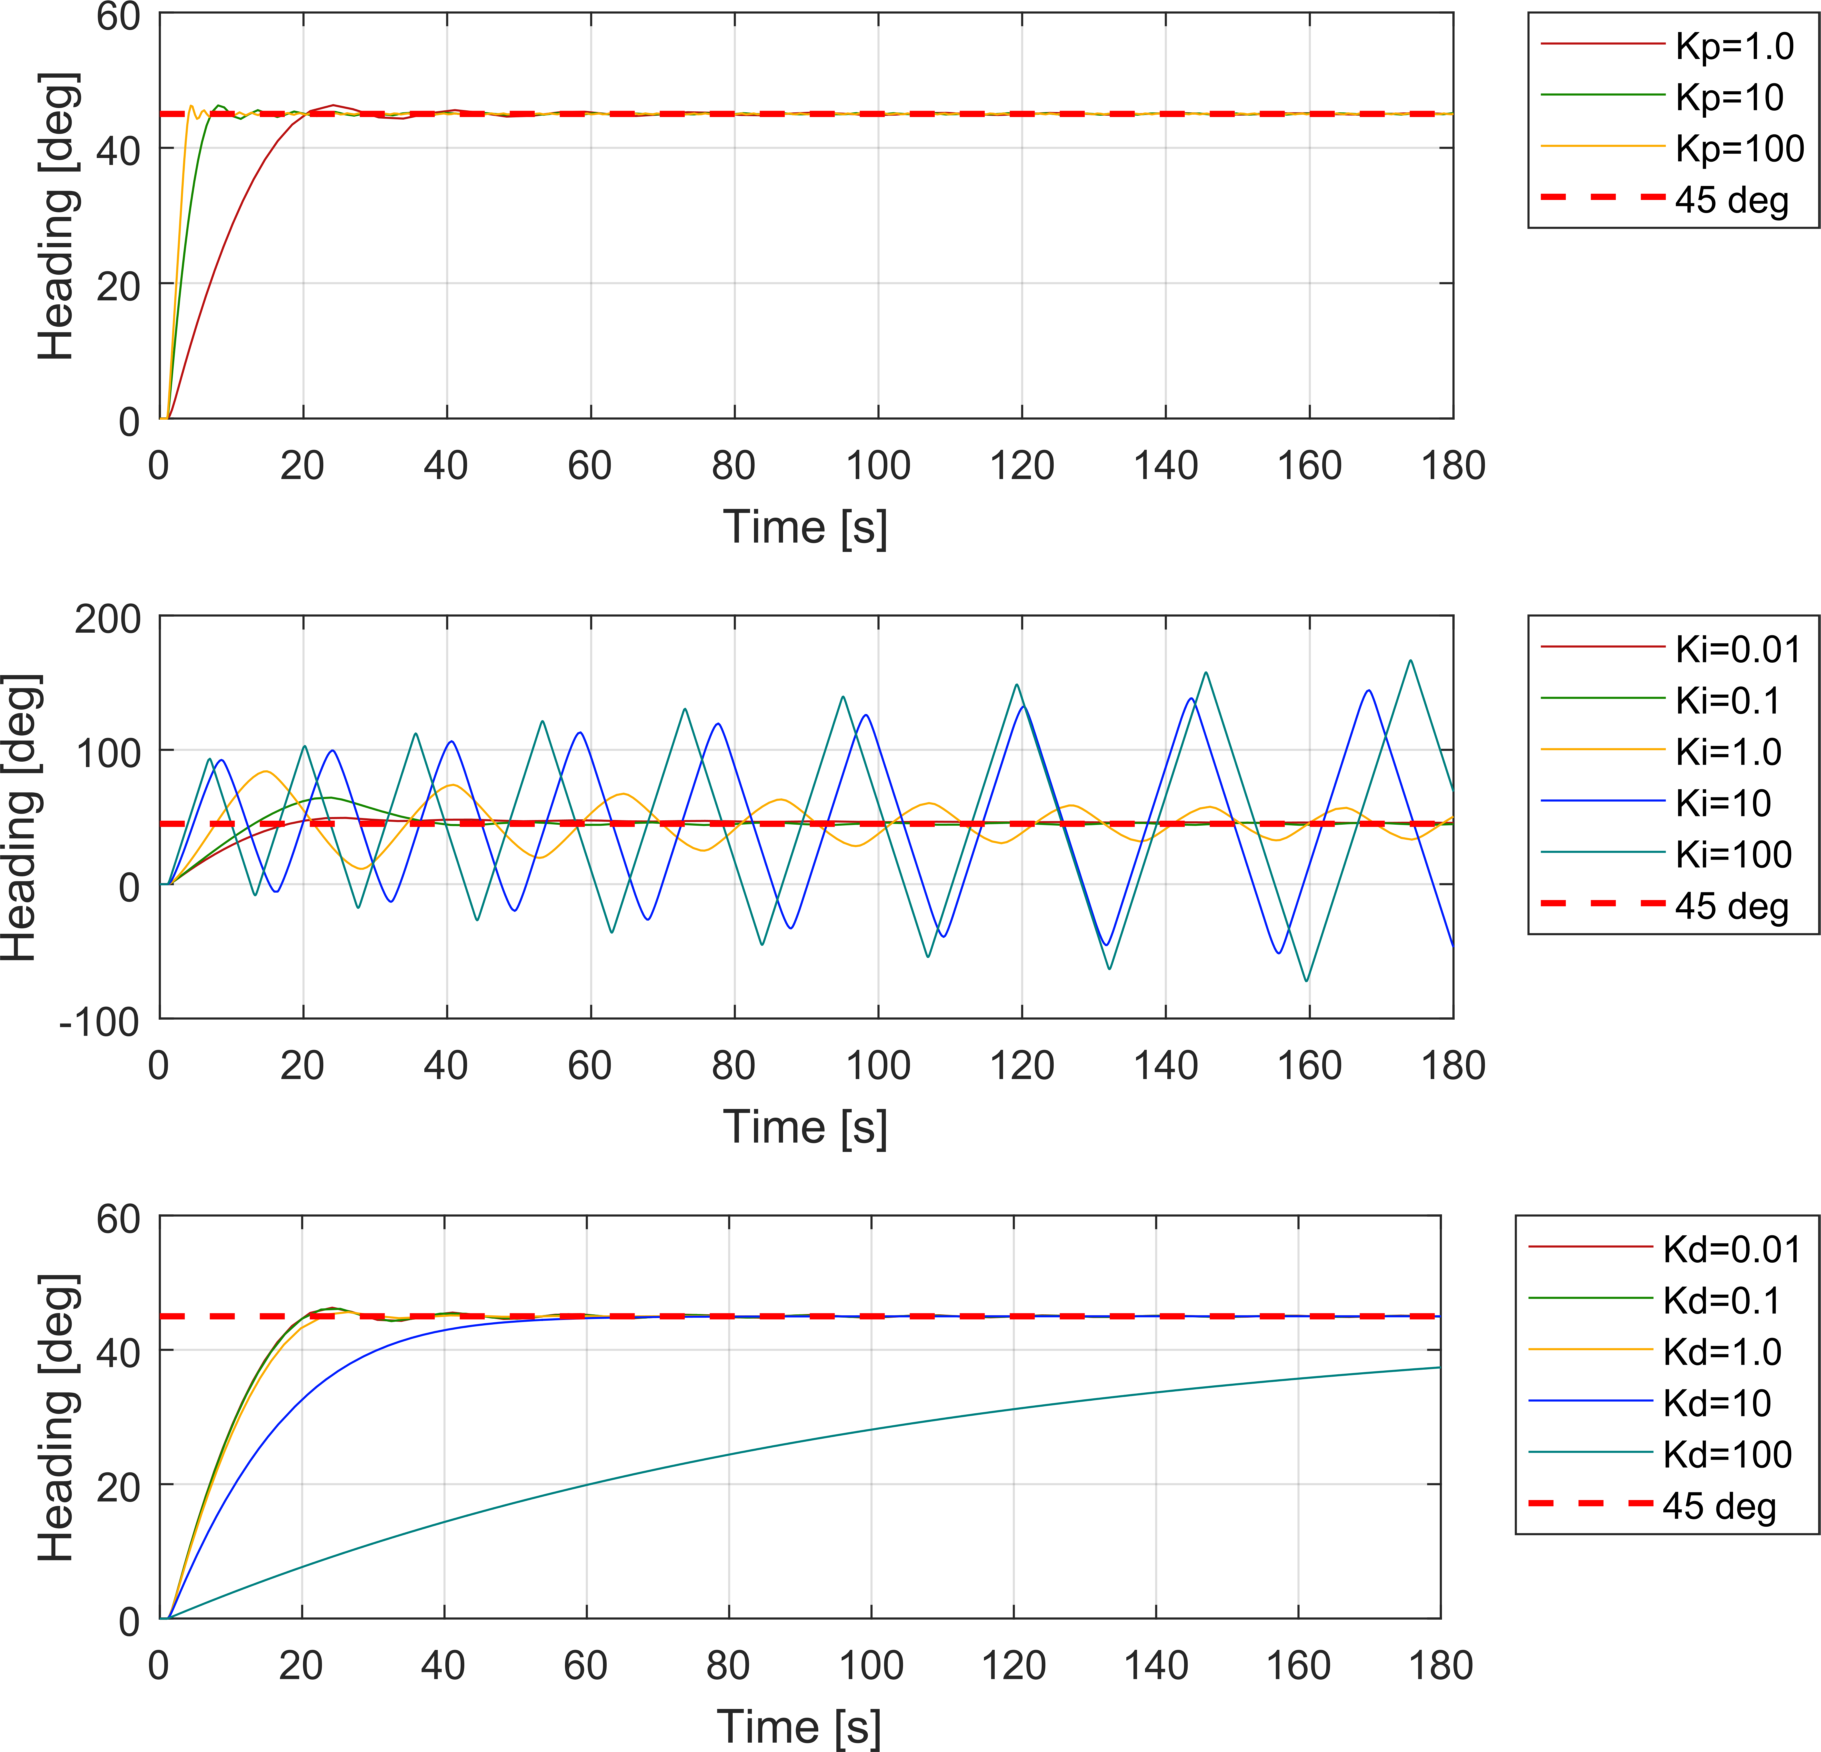 60
40
20
0
Heading [deg]
0 20 40 60 80 100 120 140 160 180
Time [s]
Kp=1.0
Kp=10
Kp=100
45 deg
200
100
0
-100
Heading [deg]
0 20 40 60 80 100 120 140 160 180
Time [s]
Ki=0.01
Ki=0.1
Ki=1.0
Ki=10
Ki=100
45 deg
60
40
20
0
Heading [deg]
0 20 40 60 80 100 120 140 160 180
Time [s]
Kd=0.01
Kd=0.1
Kd=1.0
Kd=10
Kd=100
45 deg